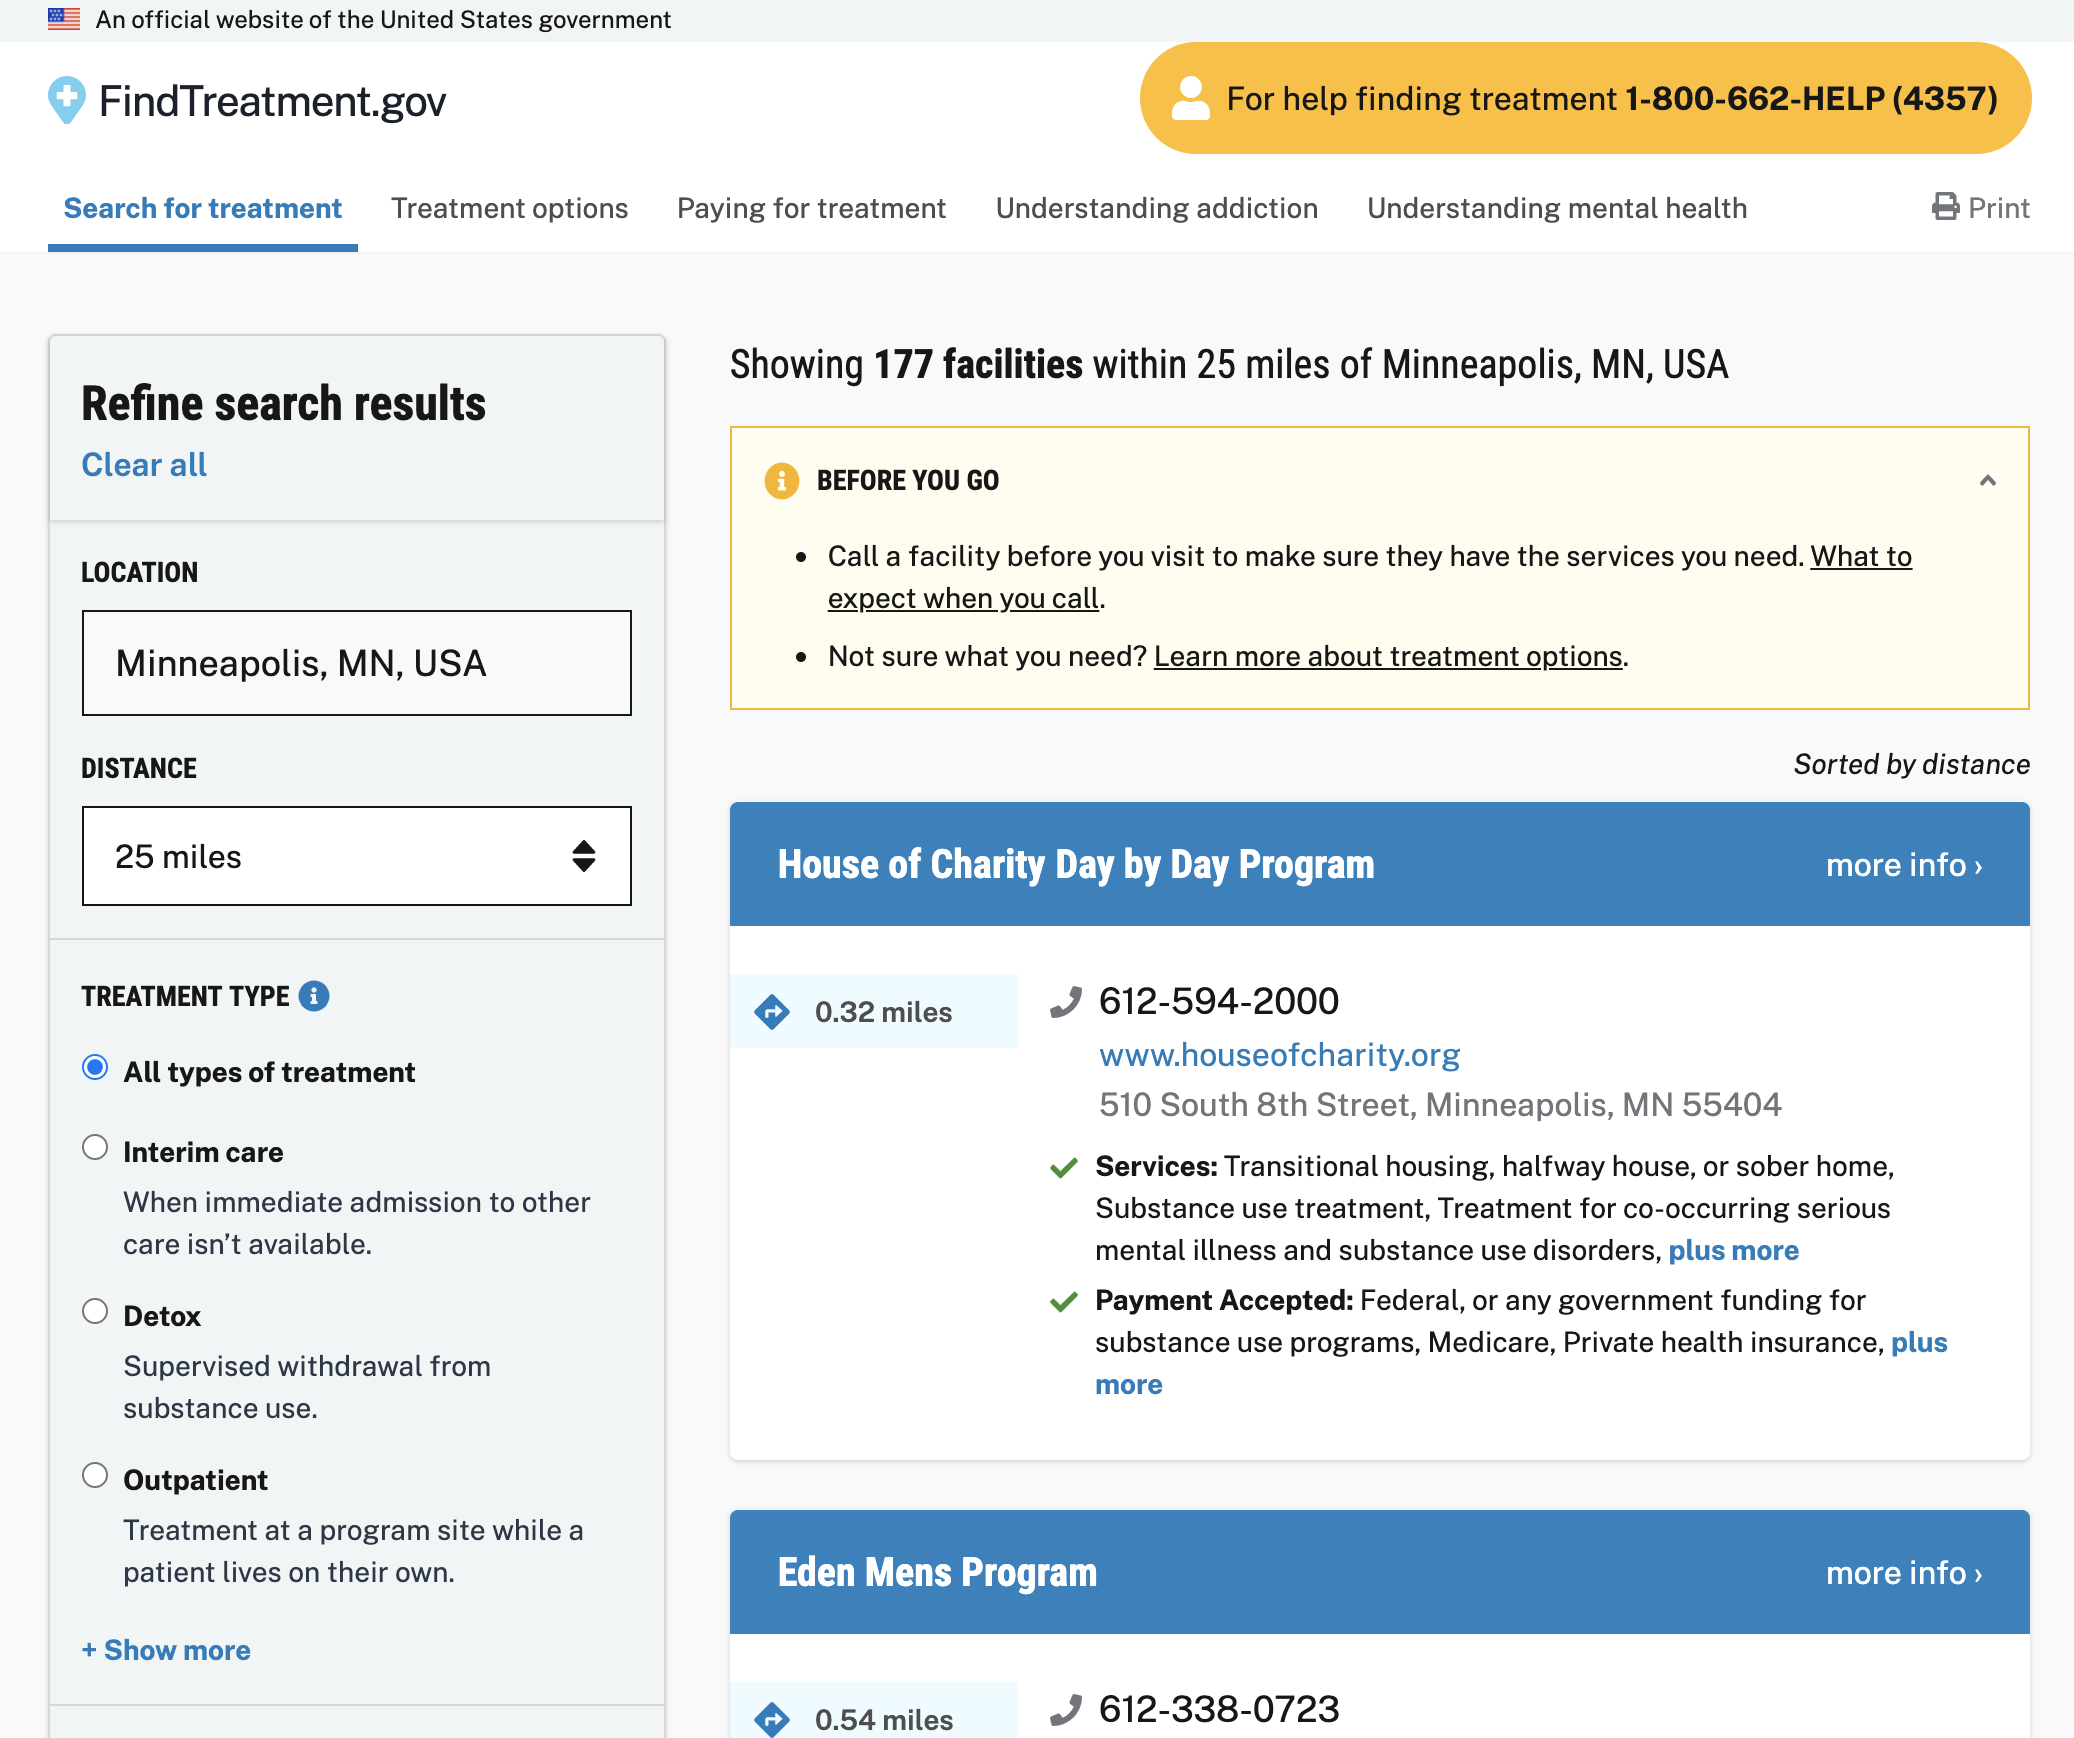 An official website of the United States government
FindTreatment.gov
For help finding treatment 1-800-662-HELP (4357)
Search for treatment
Treatment options
Paying for treatment
Understanding addiction
Understanding mental health
Print
Refine search results
Clear all
LOCATION
Minneapolis, MN, USA
DISTANCE
25 miles
TREATMENT TYPE
All types of treatment
Interim care
When immediate admission to other
care isn’t available.
Detox
Supervised withdrawal from
substance use.
Outpatient
Treatment at a program site while a
patient lives on their own.
+ Show more
Showing 177 facilities within 25 miles of Minneapolis, MN, USA
BEFORE YOU GO
• Call a facility before you visit to make sure they have the services you need. What to
expect when you call.
• Not sure what you need? Learn more about treatment options.
Sorted by distance
House of Charity Day by Day Program
more info ›
0.32 miles
612-594-2000
www.houseofcharity.org
510 South 8th Street, Minneapolis, MN 55404
Services: Transitional housing, halfway house, or sober home,
Substance use treatment, Treatment for co-occurring serious
mental illness and substance use disorders, plus more
Payment Accepted: Federal, or any government funding for
substance use programs, Medicare, Private health insurance, plus
more
Eden Mens Program
more info ›
0.54 miles
612-338-0723